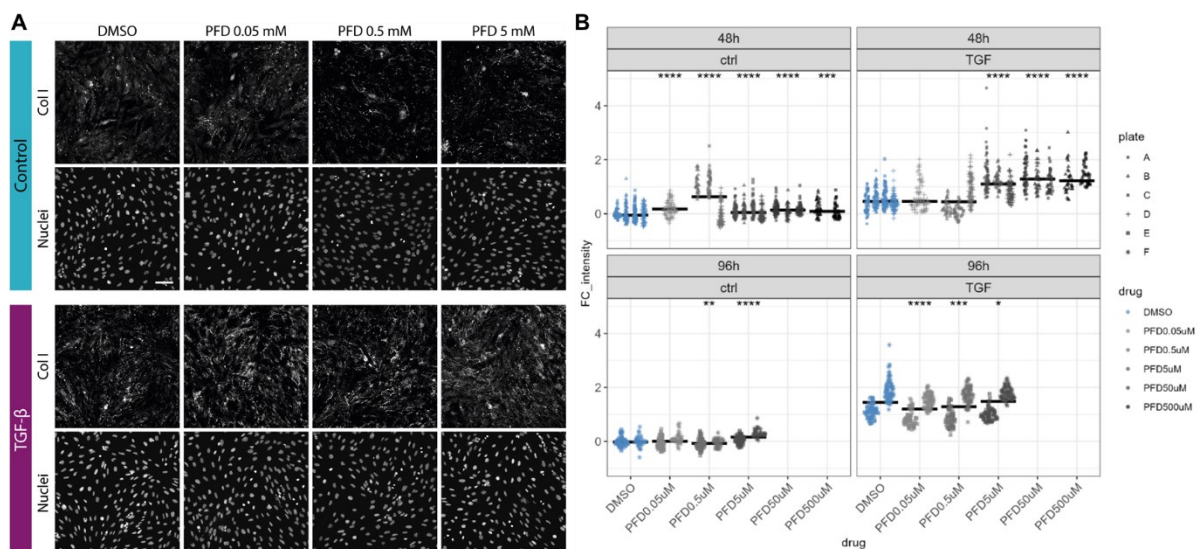 A
DMSO PFD 0.05 mM PFD 0.5 mM PFD 5 mM
Control
Col I
Nuclei
TGF-β
Col I
Nuclei
B
48h 48h
ctrl TGF
**** **** **** **** *** **** **** ****
4
2
0
96h 96h
ctrl TGF
** **** **** *** *
4
2
0
FC_intensity
DMSO PFD0.05uM PFD0.5uM PFD5uM PFD50uM PFD500uM DMSO PFD0.05uM PFD0.5uM PFD5uM PFD50uM PFD500uM
drug
plate
A
B
C
D
E
F
drug
DMSO
PFD0.05uM
PFD0.5uM
PFD5uM
PFD50uM
PFD500uM